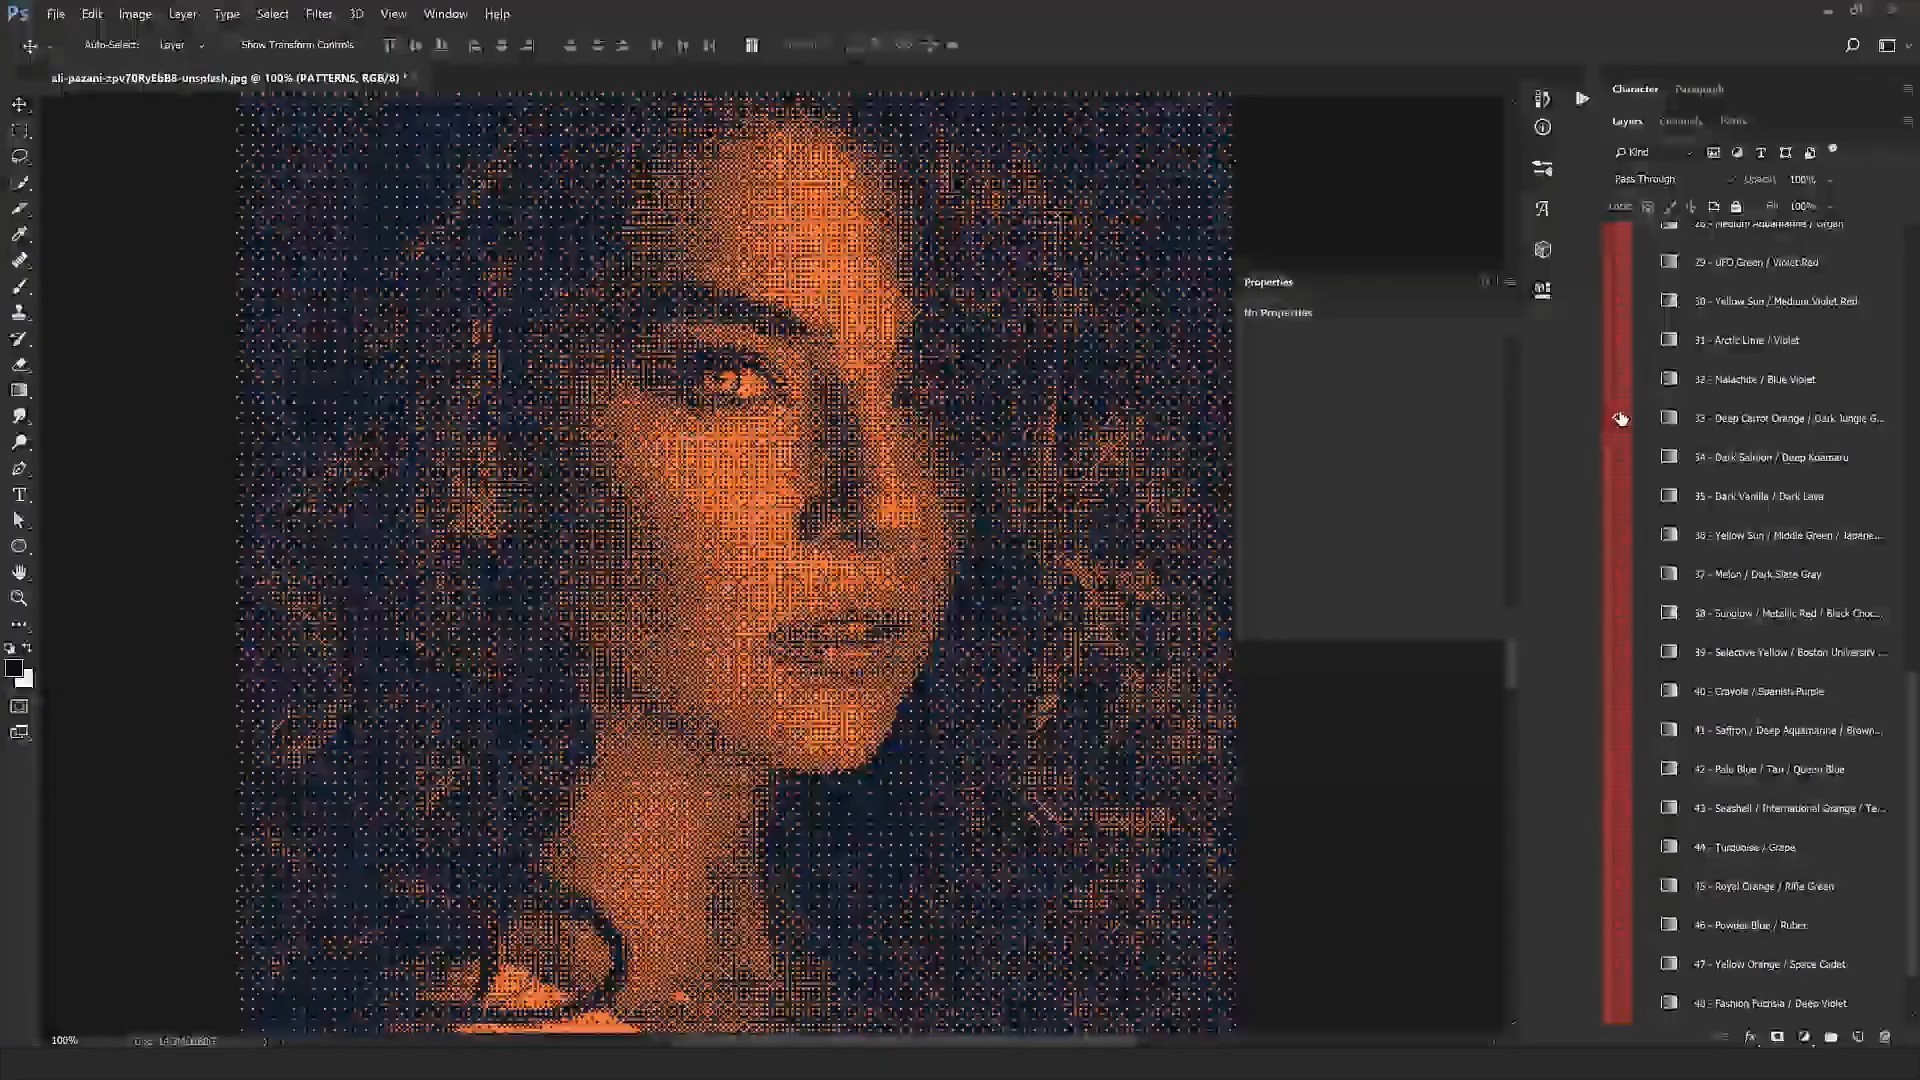 Ps File Edit Image Layer Type Select Filter 3D View Window Help
Auto-Select: Layer Show Transform Controls
ali-pazani-zpv70RyEbB8-unsplash.jpg @ 100% (PATTERNS, RGB/8) *
Character Paragraph
Layers Channels Paths
Kind
Pass Through Opacity 100%
Lock: Fill 100%
Properties
No Properties
28 - Medium Aquamarine /
29 - UFO Green / Violet Red
30 - Yellow Sun / Medium Violet Red
31 - Arctic Lime / Violet
32 - Malachite / Blue Violet
33 - Deep Carrot Orange / Dark Jungle G...
34 - Dark Salmon / Deep Koamaru
35 - Dark Vanilla / Dark Lava
36 - Yellow Sun / Middle Green / Japane...
37 - Melon / Dark Slate Gray
38 - Sunglow / Metallic Red / Black Choc...
39 - Selective Yellow / Boston University ...
40 - Crayola / Spanish Purple
41 - Saffron / Deep Aquamarine / Brown...
42 - Pale Blue / Tan / Queen Blue
43 - Seashell / International Orange / Te...
44 - Turquoise / Grape
45 - Royal Orange / Rifle Green
46 - Powder Blue / Ruber
47 - Yellow Orange / Space Cadet
48 - Fashion Fuchsia / Deep Violet
100%